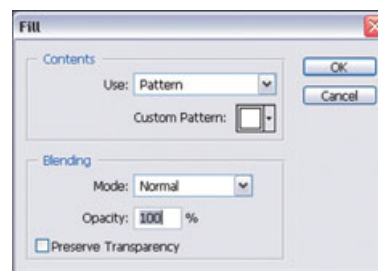 Fill
Contents
Use: Pattern
Custom Pattern:
OK
Cancel
Blending
Mode: Normal
Opacity: 100 %
Preserve Transparency